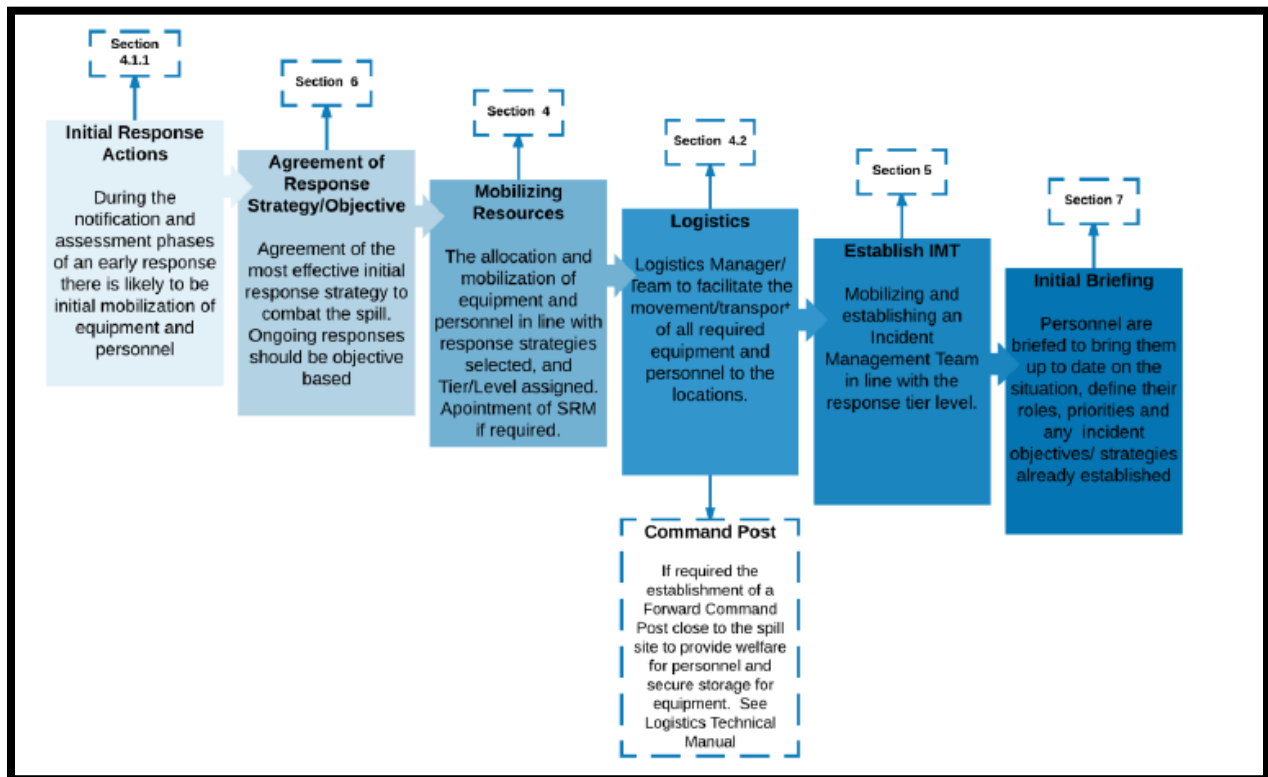 Section
4.1.1
Initial Response
Actions
During the
notification and
assessment phases
of an early response
there is likely to be
initial mobilization of
equipment and
personnel
Section 6
Agreement of
Response
Strategy/Objective
Agreement of the
most effective initial
response strategy to
combat the spill.
Ongoing responses
should be objective
based
Section 4
Mobilizing
Resources
The allocation and
mobilization of
equipment and
personnel in line with
response strategies
selected, and
Tier/Level assigned.
Apointment of SRM
if required.
Section 4.2
Logistics
Logistics Manager/
Team to facilitate the
movement/transport
of all required
equipment and
personnel to the
locations.
Command Post
If required the
establishment of a
Forward Command
Post close to the spill
site to provide welfare
for personnel and
secure storage for
equipment. See
Logistics Technical
Manual
Section 5
Establish IMT
Mobilizing and
establishing an
Incident
Management Team
in line with the
response tier level.
Section 7
Initial Briefing
Personnel are
briefed to bring them
up to date on the
situation, define their
roles, priorities and
any incident
objectives/ strategies
already established